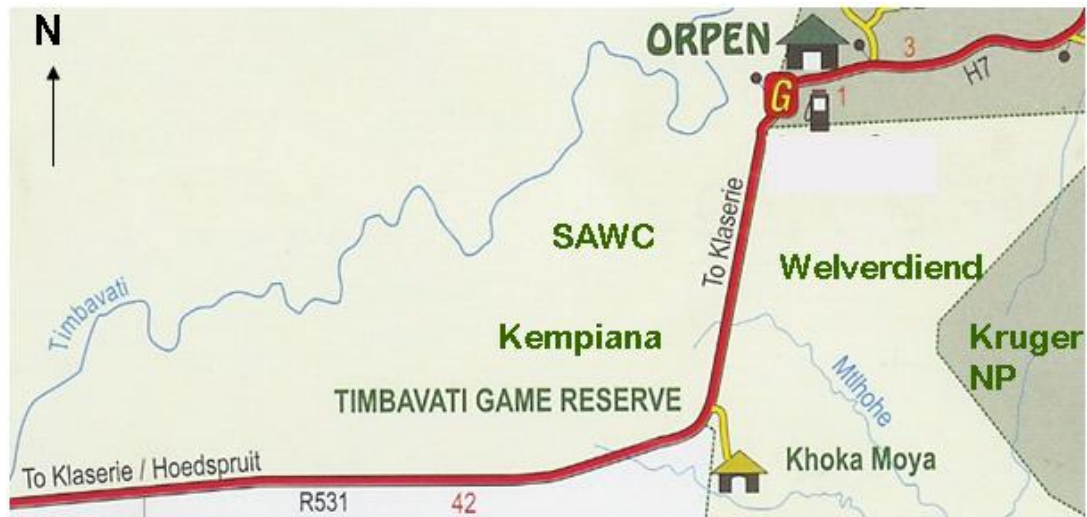 N
ORPEN
3
H7
G
1
To Klaserie
SAWC
Welverdiend
Timbavati
Kempiana
Kruger
NP
Mtlhohe
TIMBAVATI GAME RESERVE
Khoka Moya
To Klaserie / Hoedspruit
R531
42